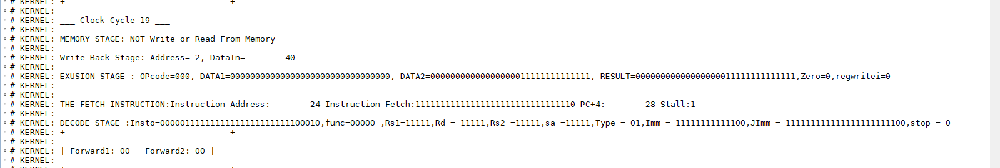 # KERNEL: +---------------------------------+
# KERNEL:
# KERNEL: ___ Clock Cycle 19 ___
# KERNEL:
# KERNEL: MEMORY STAGE: NOT Write or Read From Memory
# KERNEL:
# KERNEL: Write Back Stage: Address= 2, DataIn=        40
# KERNEL:
# KERNEL: EXUSION STAGE : OPcode=000, DATA1=00000000000000000000000000000000, DATA2=00000000000000000011111111111111, RESULT=00000000000000000011111111111111,Zero=0,regwritei=0
# KERNEL:
# KERNEL:
# KERNEL: THE FETCH INSTRUCTION:Instruction Address:        24 Instruction Fetch:11111111111111111111111111111110 PC+4:        28 Stall:1
# KERNEL:
# KERNEL: DECODE STAGE :Insto=00000111111111111111111111100010,func=00000 ,Rs1=11111,Rd = 11111,Rs2 =11111,sa =11111,Type = 01,Imm = 11111111111100,JImm = 111111111111111111111100,stop = 0
# KERNEL: +---------------------------------+
# KERNEL:
# KERNEL: | Forward1: 00   Forward2: 00 |
# KERNEL: